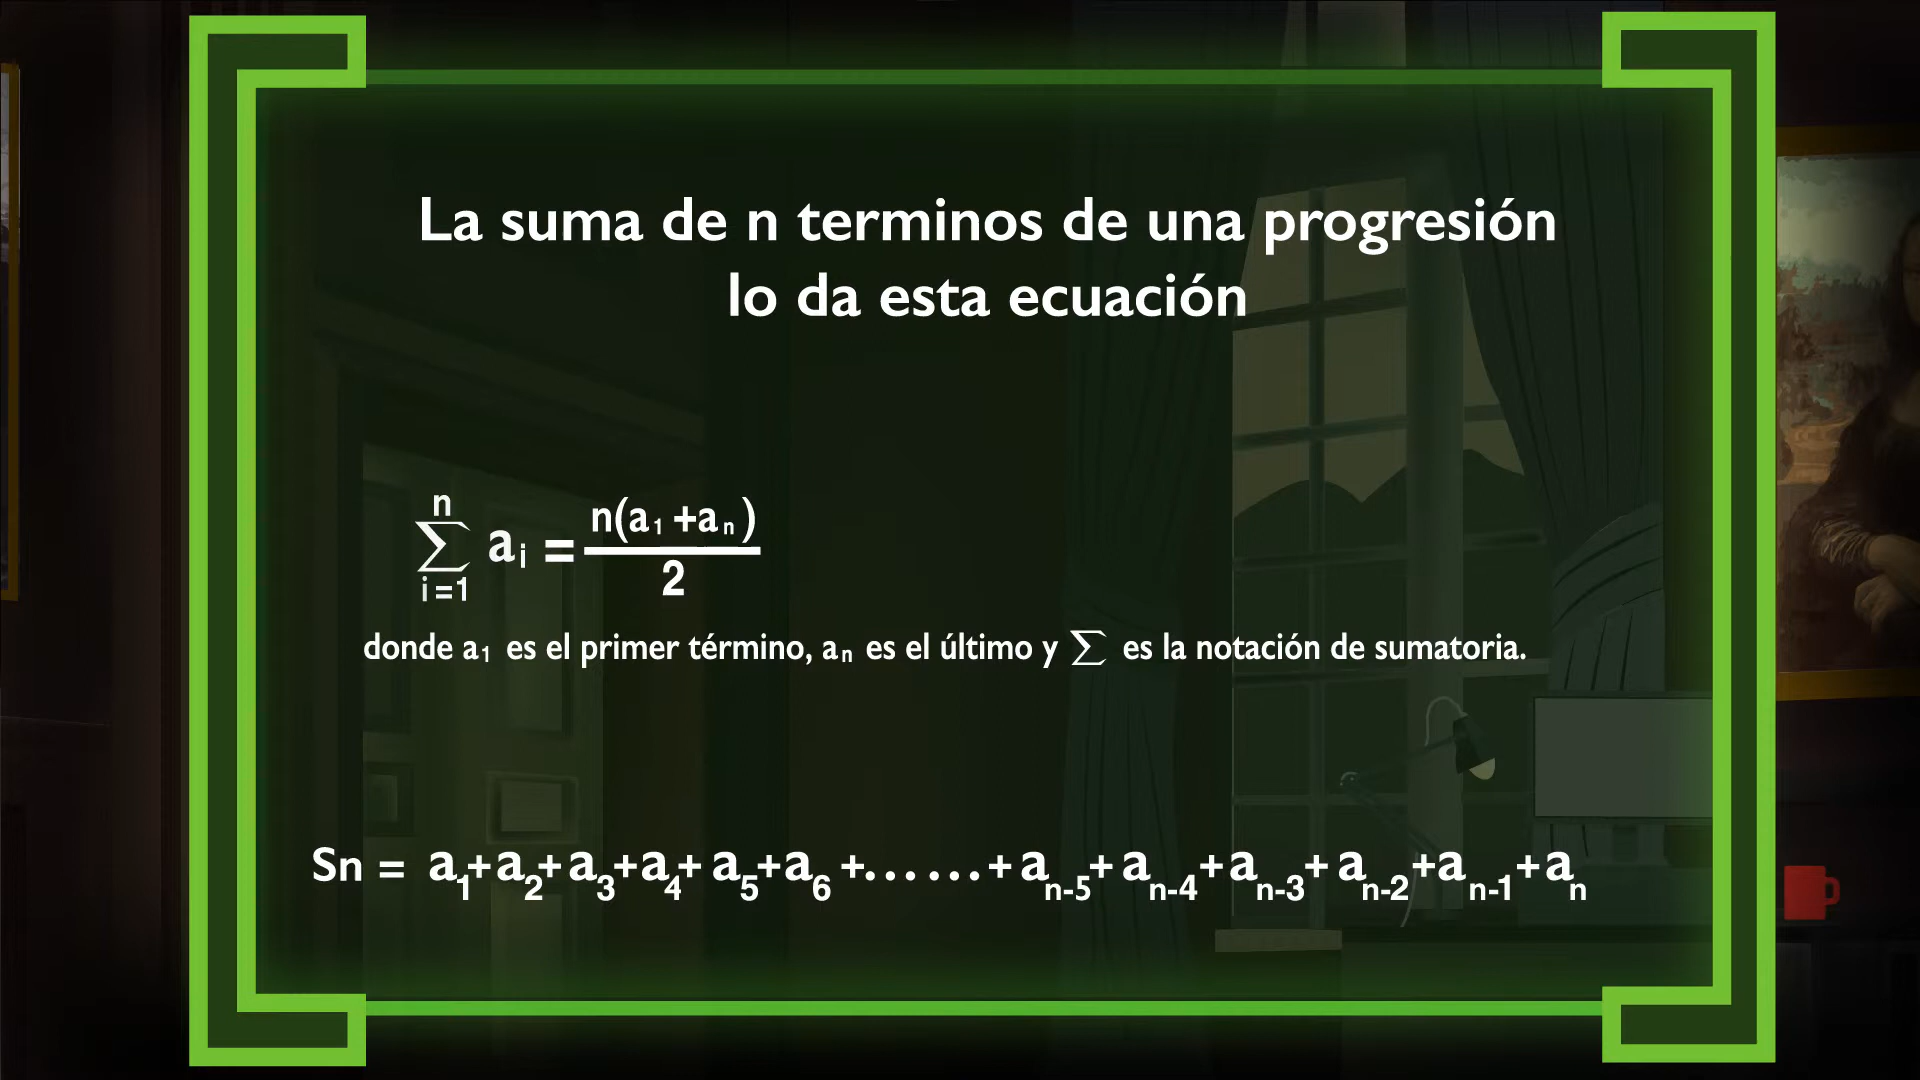 La suma de n terminos de una progresión
lo da esta ecuación
n
∑ aᵢ = n(a₁+aₙ)
i=1 2
donde a₁ es el primer término, aₙ es el último y ∑ es la notación de sumatoria.
Sn = a₁+a₂+a₃+a₄+a₅+a₆+……+aₙ₋₅+aₙ₋₄+aₙ₋₃+aₙ₋₂+aₙ₋₁+aₙ